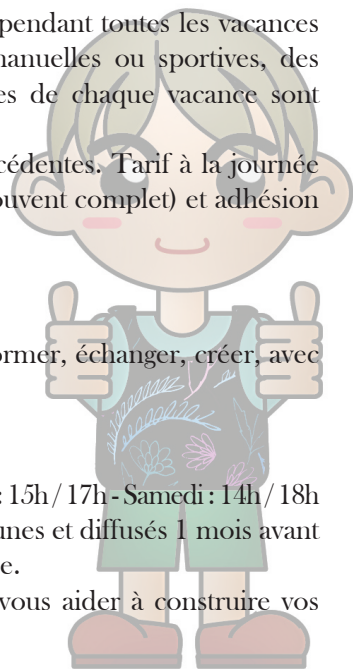 pendant toutes les vacances
manuelles ou sportives, des
es de chaque vacance sont
cédentes. Tarif à la journée
ouvent complet) et adhésion
ormer, échanger, créer, avec
: 15h / 17h - Samedi : 14h / 18h
unes et diffusés 1 mois avant
e.
vous aider à construire vos